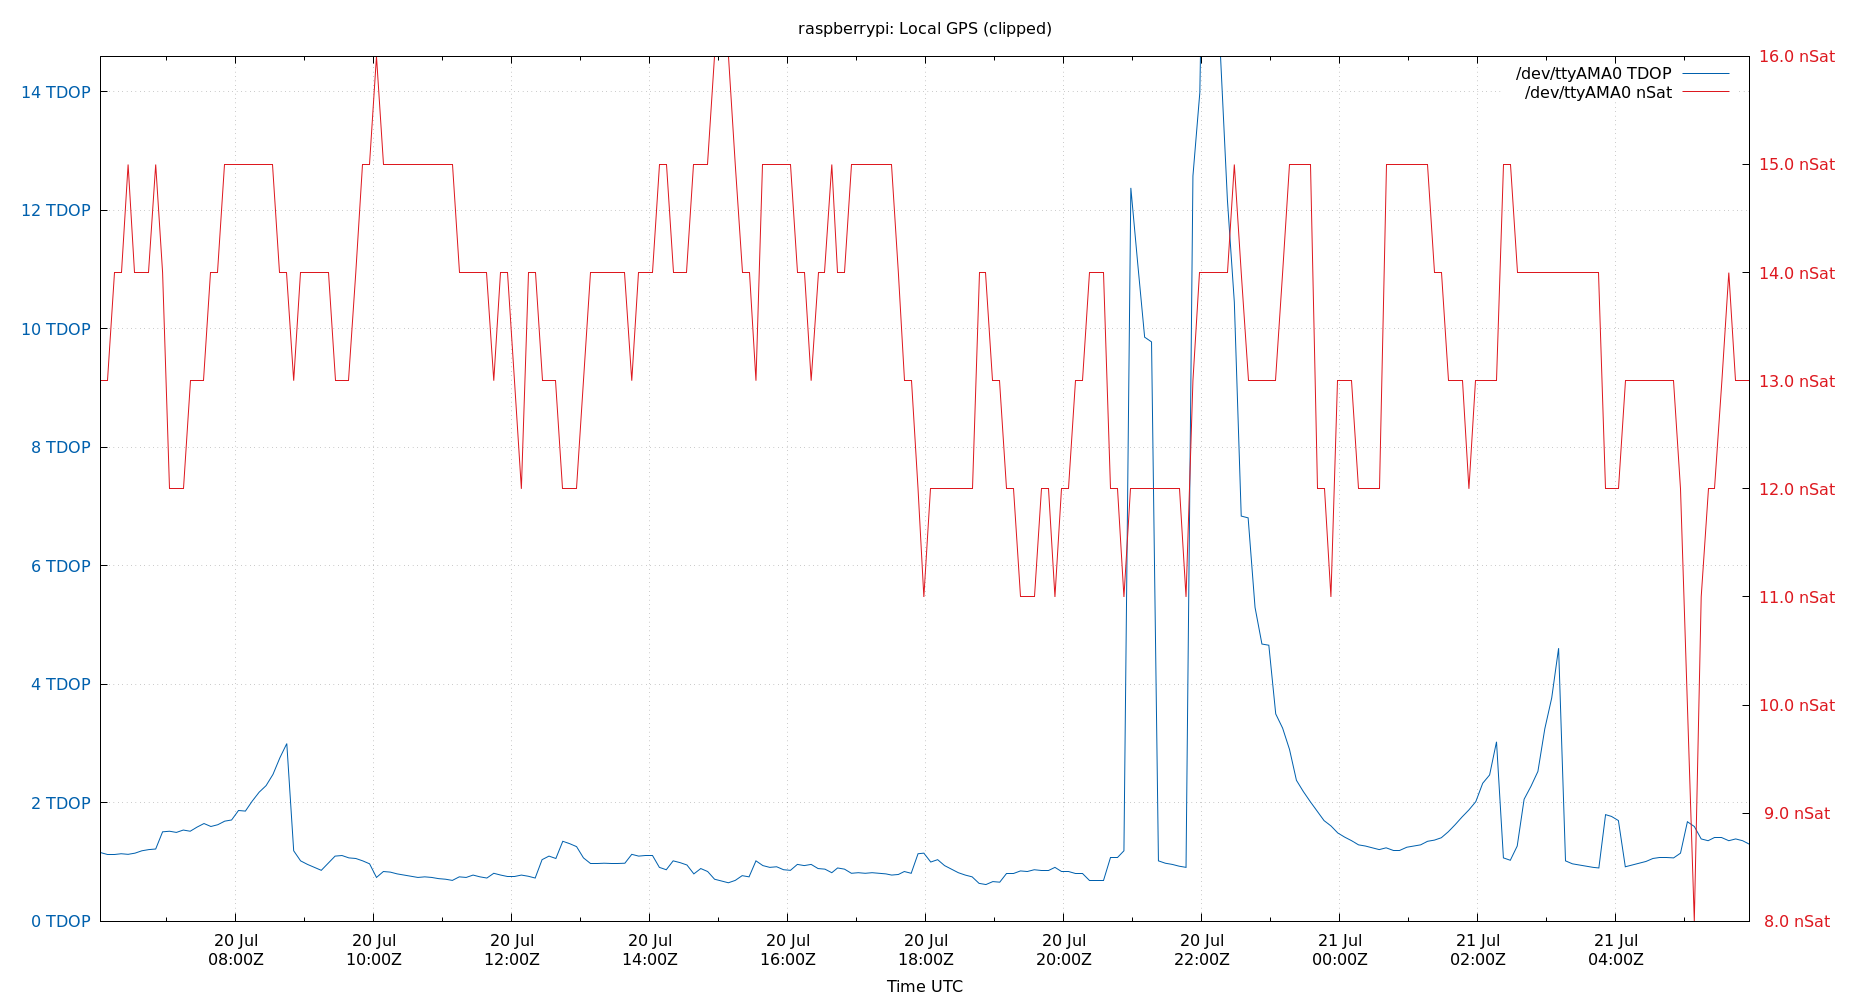 raspberrypi: Local GPS (clipped)
/dev/ttyAMA0 TDOP
/dev/ttyAMA0 nSat
14 TDOP
12 TDOP
10 TDOP
8 TDOP
6 TDOP
4 TDOP
2 TDOP
0 TDOP
16.0 nSat
15.0 nSat
14.0 nSat
13.0 nSat
12.0 nSat
11.0 nSat
10.0 nSat
9.0 nSat
8.0 nSat
20 Jul
08:00Z
20 Jul
10:00Z
20 Jul
12:00Z
20 Jul
14:00Z
20 Jul
16:00Z
20 Jul
18:00Z
20 Jul
20:00Z
20 Jul
22:00Z
21 Jul
00:00Z
21 Jul
02:00Z
21 Jul
04:00Z
Time UTC